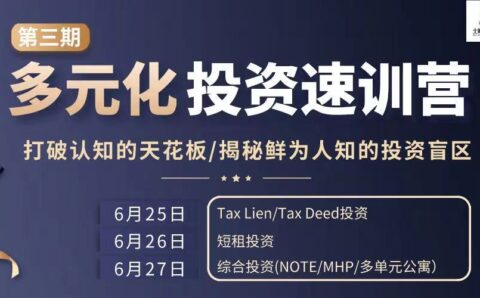 第三期
多元化投资速训营
打破认知的天花板/揭秘鲜为人知的投资盲区
6月25日 Tax Lien/Tax Deed投资
6月26日 短租投资
6月27日 综合投资(NOTE/MHP/多单元公寓)